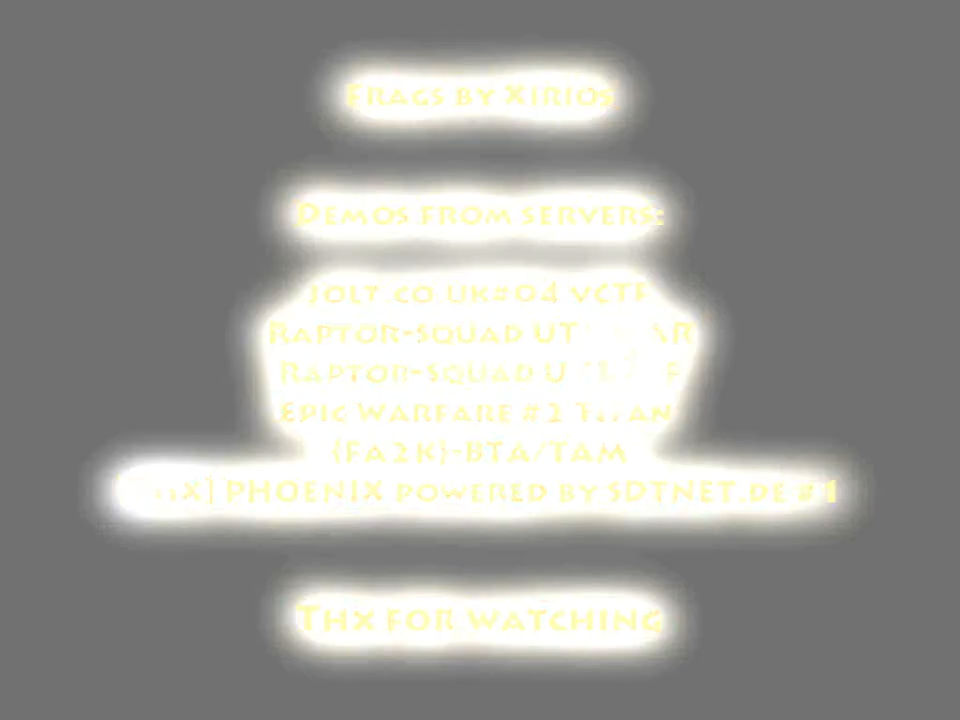 Frags by Xirios
Demos from servers:
jolt.co.uk#04 vCTF
Raptor-Squad
Raptor-Squad
Epic Warfare #2
{FA2K}-BTA/TAM
PHOENIX powered by SDTNET.de #1
Thx for watching